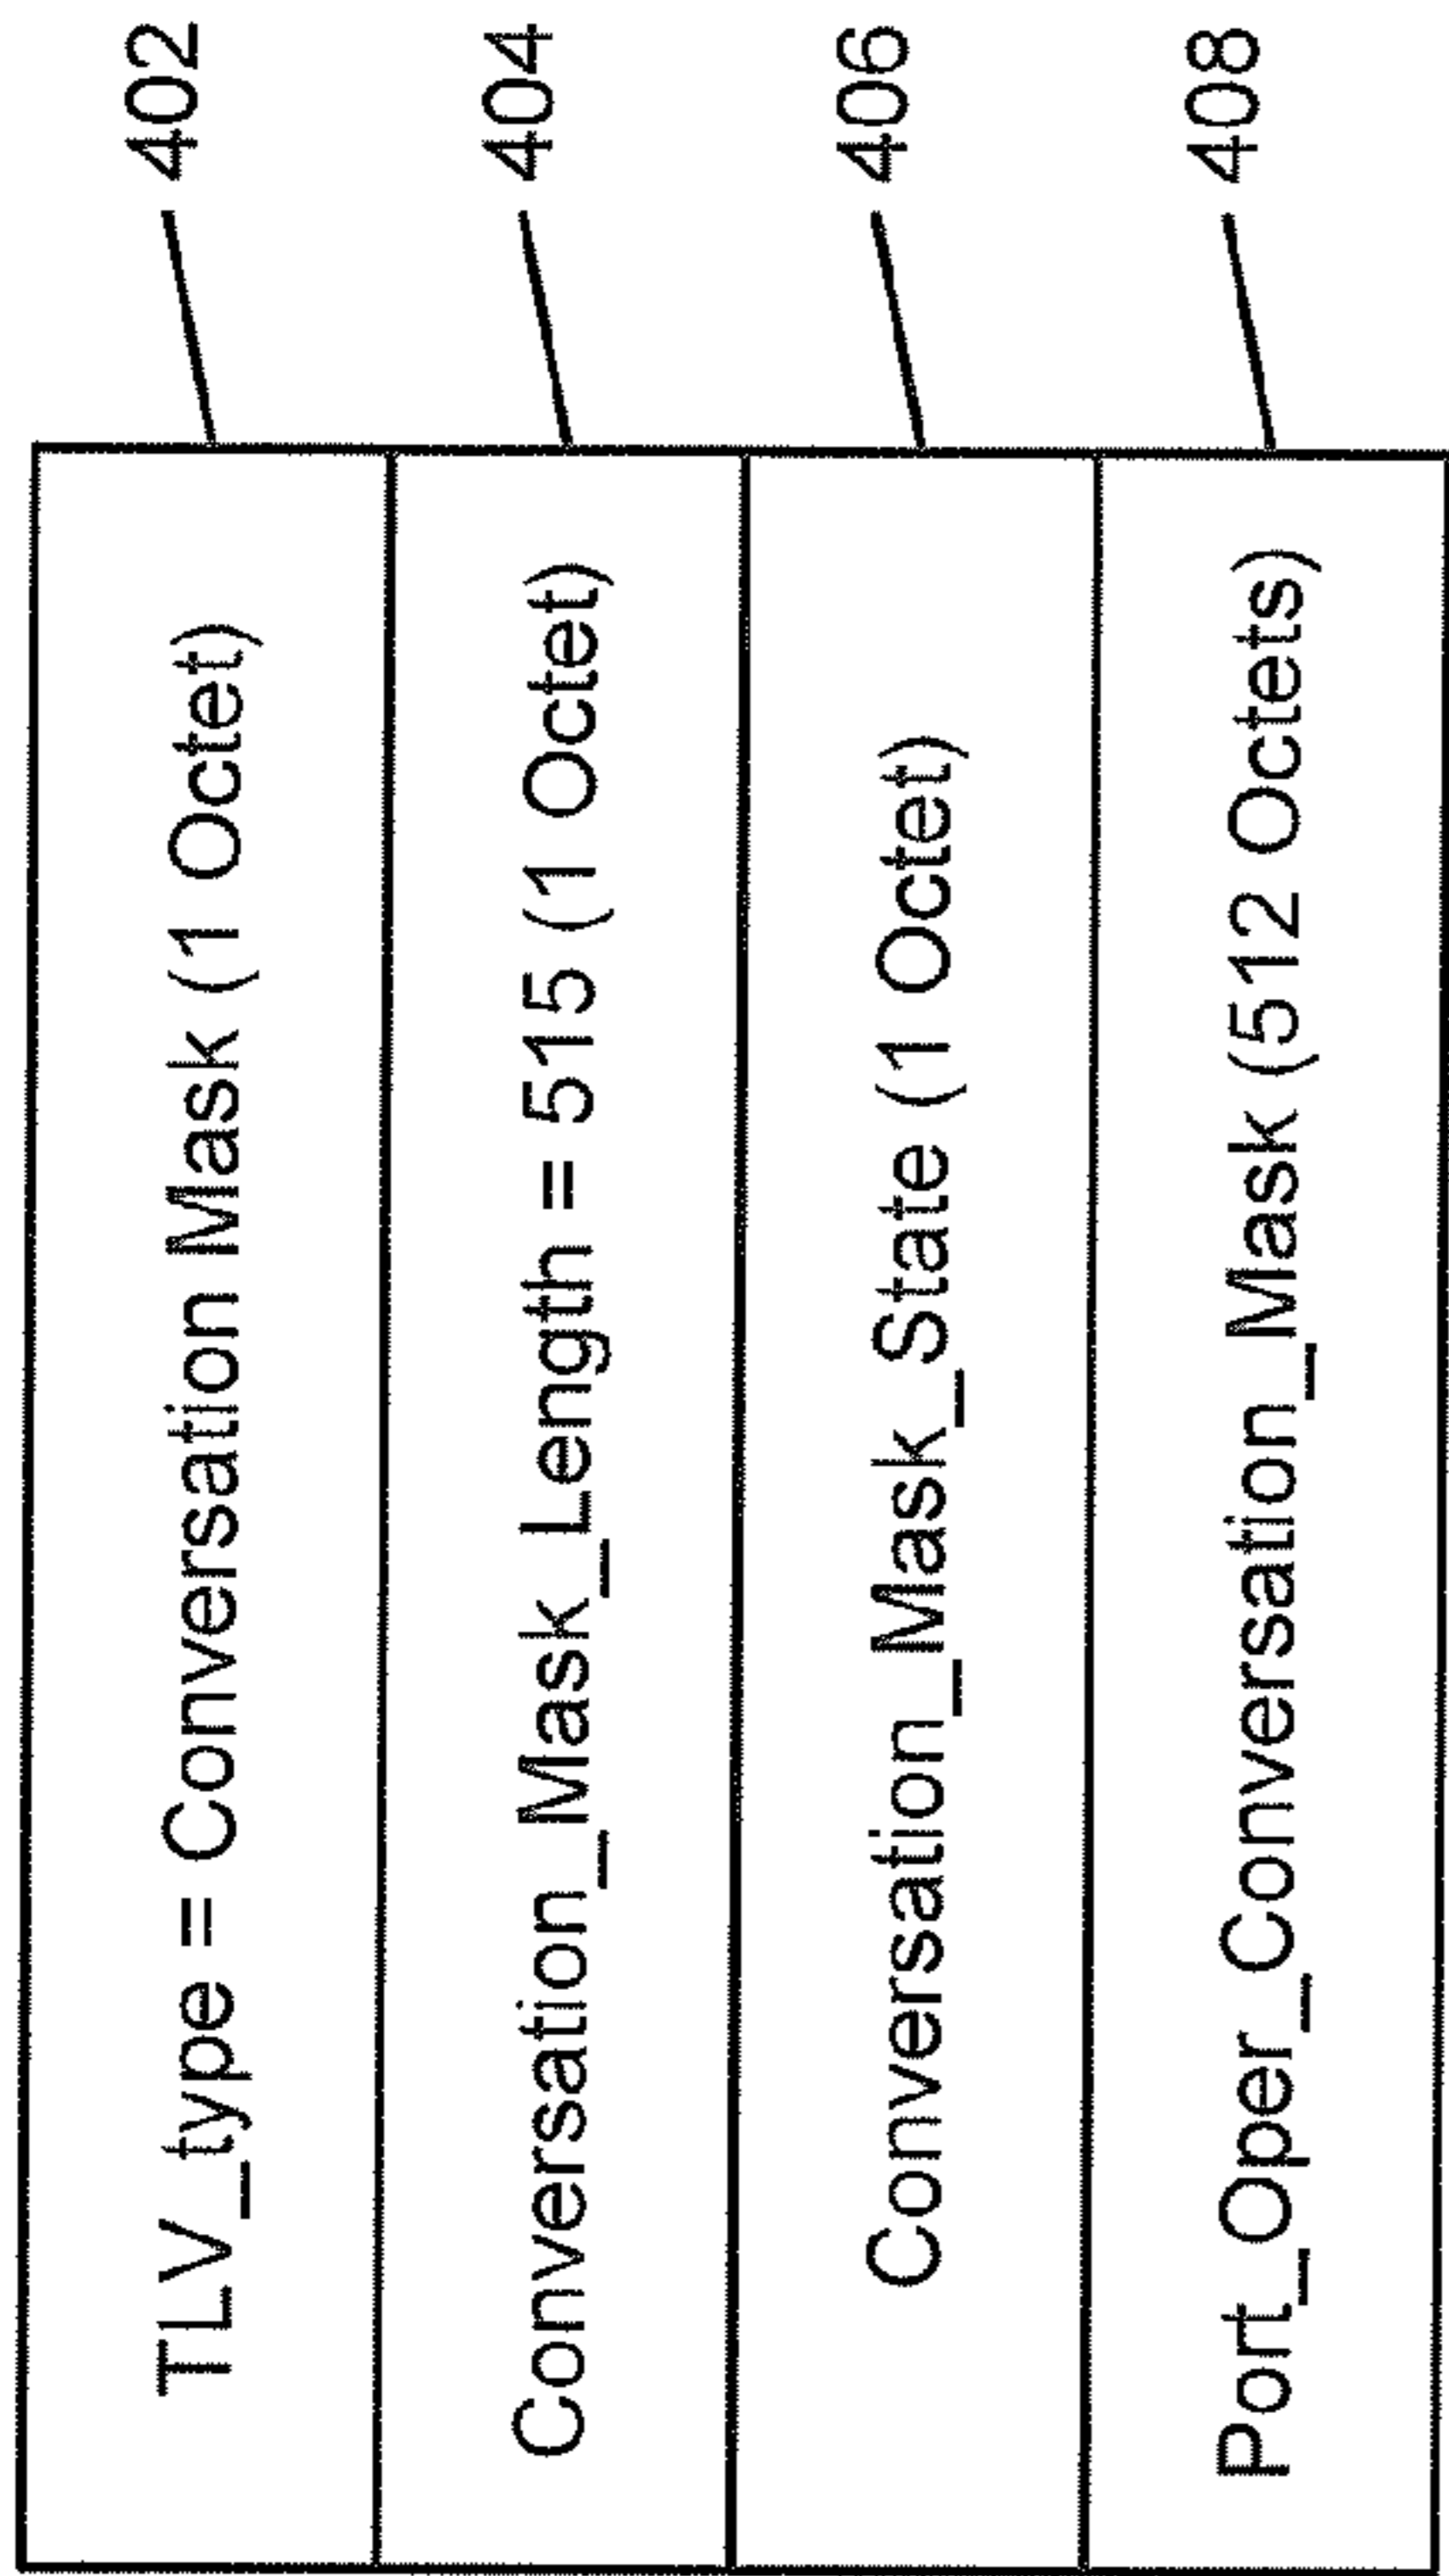 TLV_type = Conversation Mask (1 Octet) 402
Conversation_Mask_Length = 515 (1 Octet) 404
Conversation_Mask_State (1 Octet) 406
Port_Oper_Conversation_Mask (512 Octets) 408